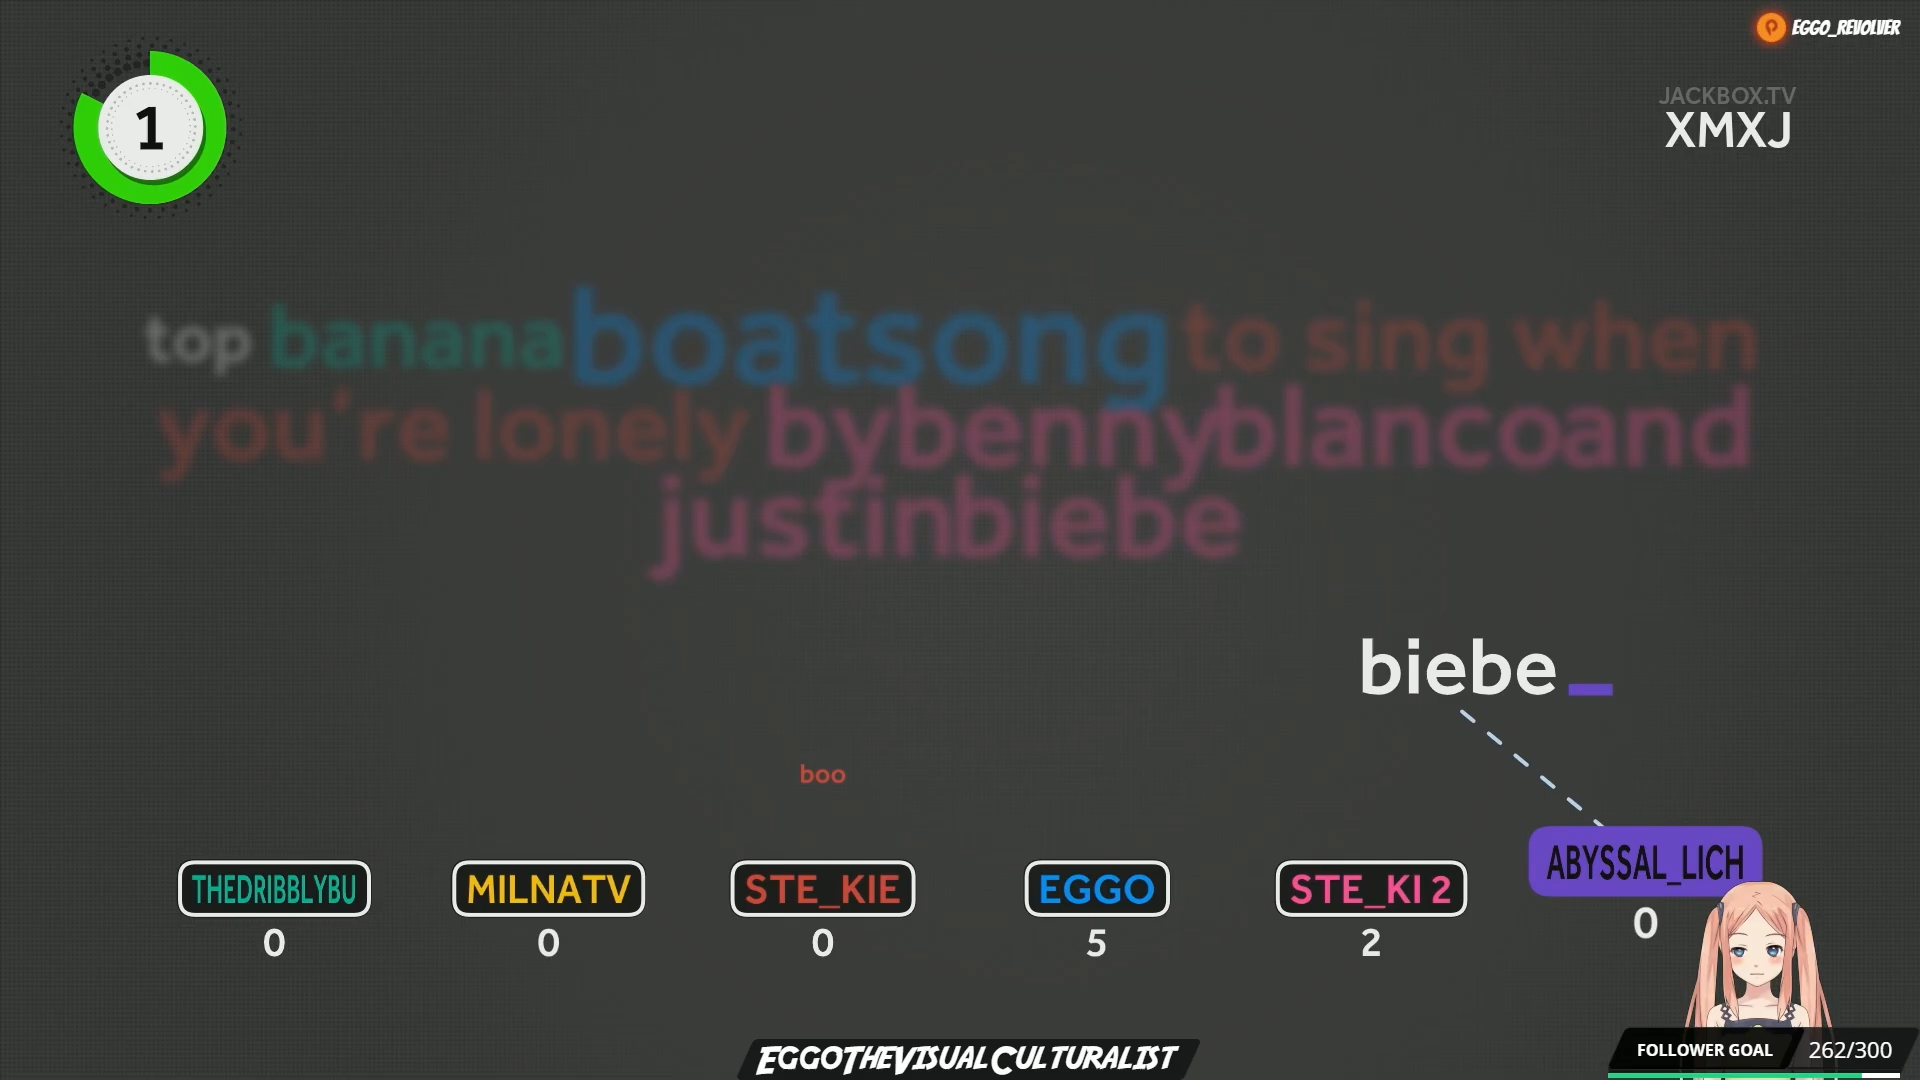 EGGO_REVOLVER
1
JACKBOX.TV
XMXJ
top banana boatsong to sing when
you're lonely bybennyblancoand
justinbiebe
biebe_
boo
THEDRIBBLYBU MILNATV STE_KIE EGGO STE_KI 2 ABYSSAL_LICH
0 0 0 5 2 0
EGGOTHEVISUALCULTURALIST
FOLLOWER GOAL 262/300